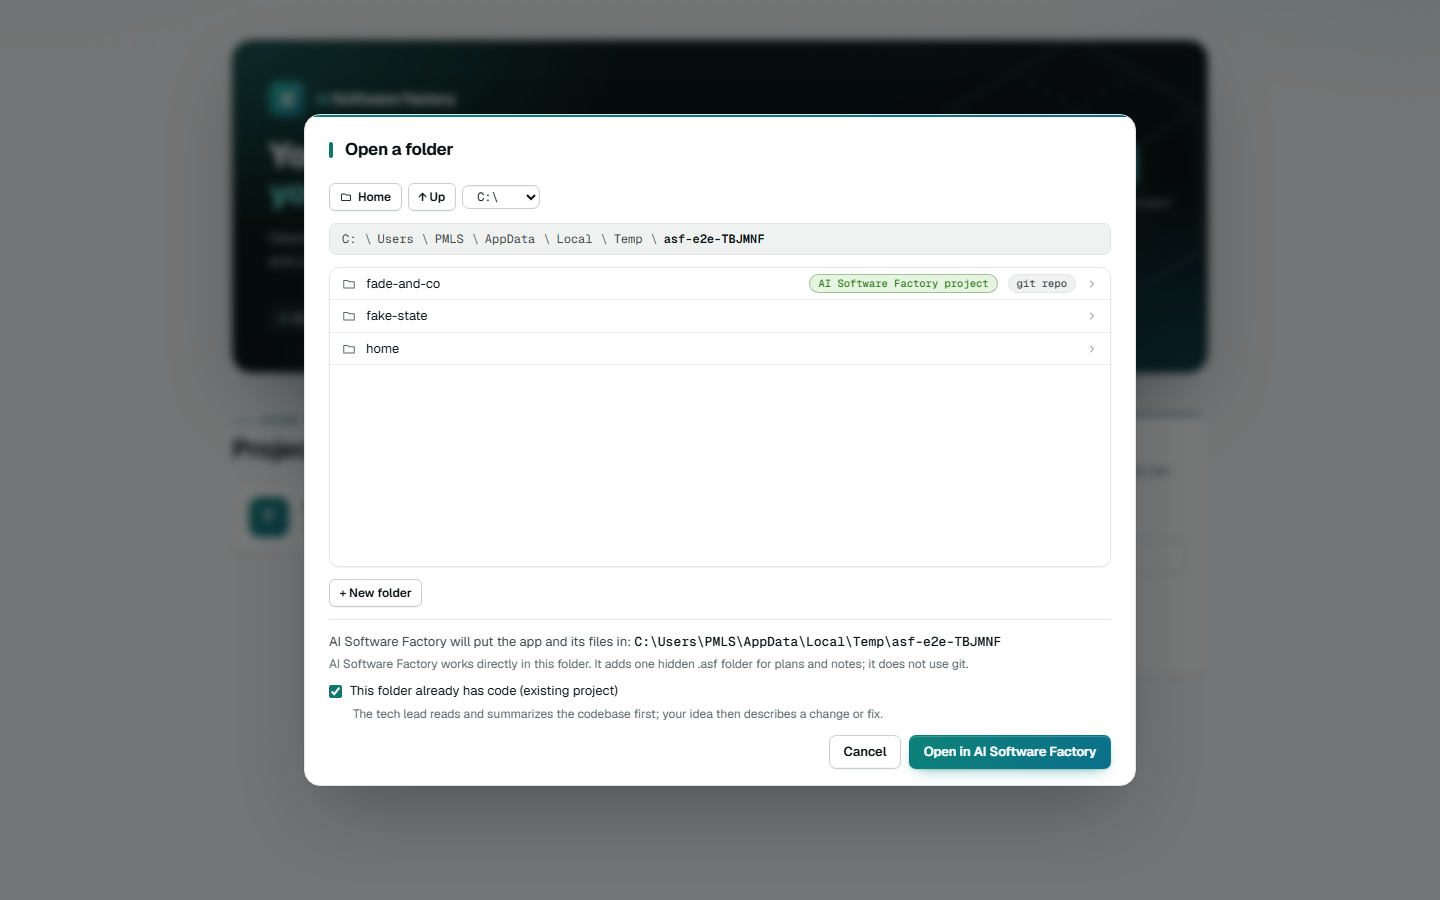 Software Factory
Open a folder
Home
↑ Up
C:\
C: \ Users \ PMLS \ AppData \ Local \ Temp \ asf-e2e-TBJMNF
fade-and-co AI Software Factory project git repo
fake-state
home
+ New folder
AI Software Factory will put the app and its files in: C:\Users\PMLS\AppData\Local\Temp\asf-e2e-TBJMNF
AI Software Factory works directly in this folder. It adds one hidden .asf folder for plans and notes; it does not use git.
This folder already has code (existing project)
The tech lead reads and summarizes the codebase first; your idea then describes a change or fix.
Cancel
Open in AI Software Factory